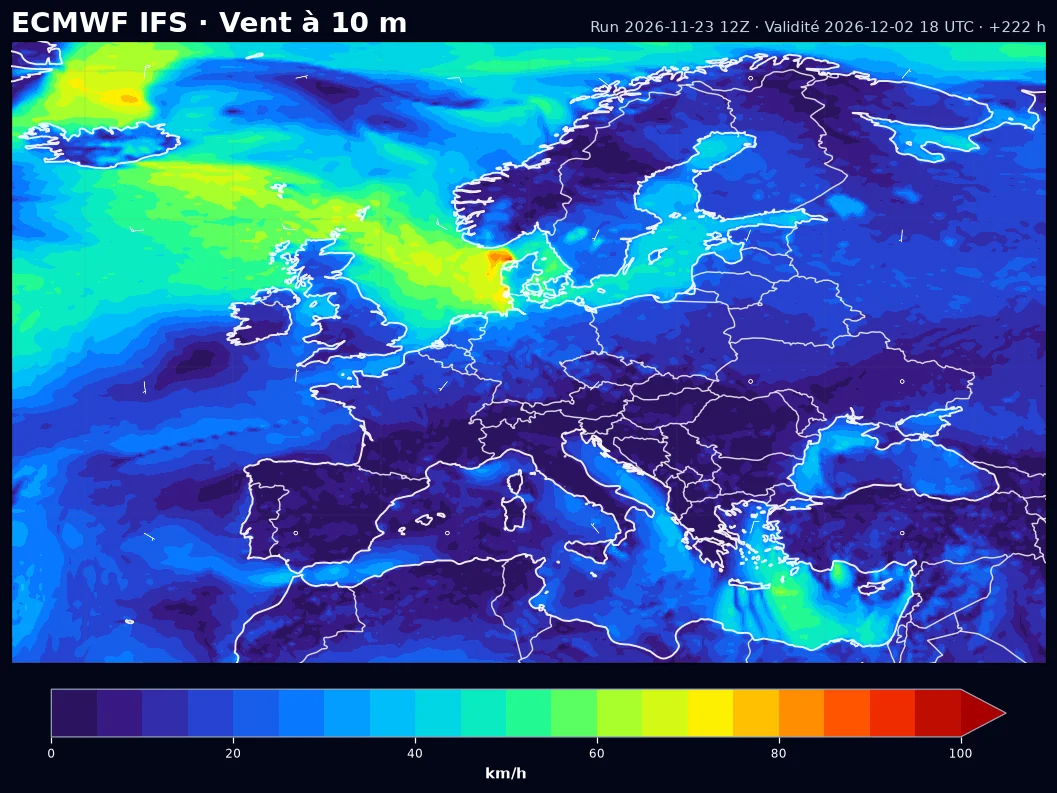 ECMWF IFS · Vent à 10 m
Run 2026-11-23 12Z · Validité 2026-12-02 18 UTC · +222 h
0 20 40 60 80 100
km/h